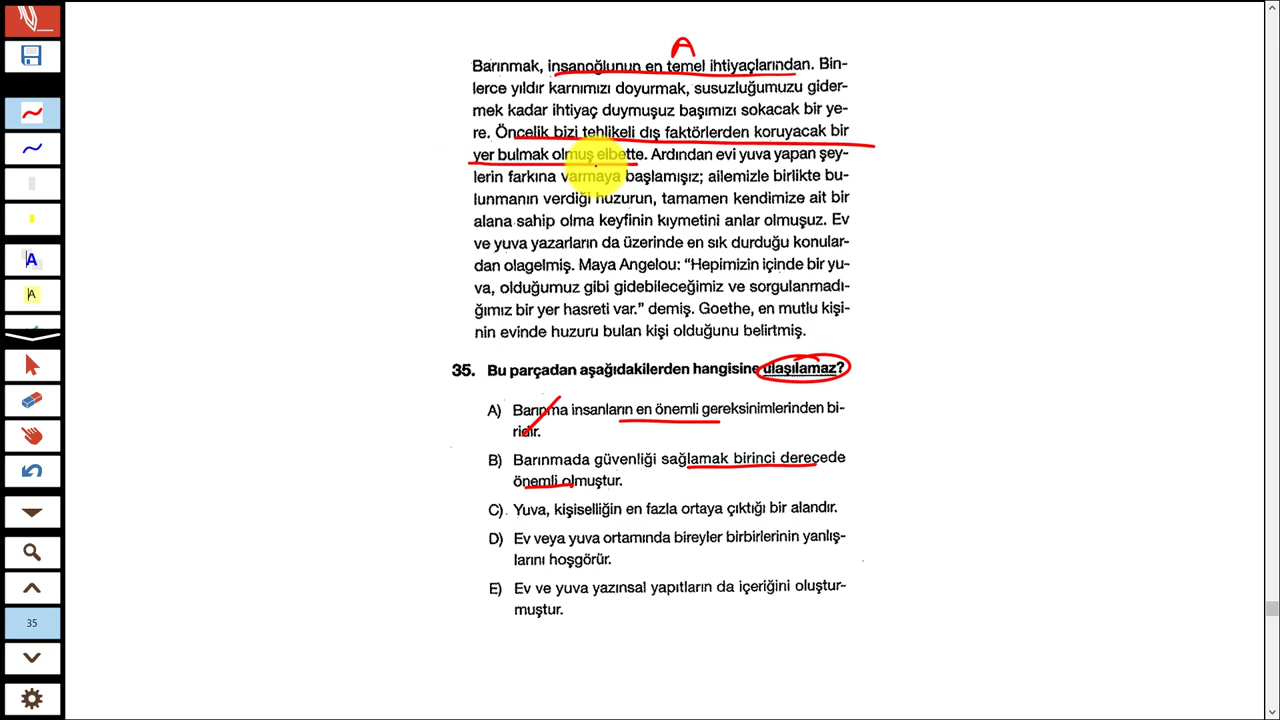 A
Barınmak, insanoğlunun en temel ihtiyaçlarından. Bin-
lerce yıldır karnımızı doyurmak, susuzluğumuzu gider-
mek kadar ihtiyaç duymuşuz başımızı sokacak bir ye-
re. Öncelik bizi tehlikeli dış faktörlerden koruyacak bir
yer bulmak olmuş elbette. Ardından evi yuva yapan şey-
lerin farkına varmaya başlamışız; ailemizle birlikte bu-
lunmanın verdiği huzurun, tamamen kendimize ait bir
alana sahip olma keyfinin kıymetini anlar olmuşuz. Ev
ve yuva yazarların da üzerinde en sık durduğu konular-
dan olagelmiş. Maya Angelou: “Hepimizin içinde bir yu-
va, olduğumuz gibi gidebileceğimiz ve sorgulanmadı-
ğımız bir yer hasreti var.” demiş. Goethe, en mutlu kişi-
nin evinde huzuru bulan kişi olduğunu belirtmiş.
35. Bu parçadan aşağıdakilerden hangisine ulaşılamaz?
A) Barınma insanların en önemli gereksinimlerinden bi-
ridir.
B) Barınmada güvenliği sağlamak birinci derecede
önemli olmuştur.
C) Yuva, kişiselliğin en fazla ortaya çıktığı bir alandır.
D) Ev veya yuva ortamında bireyler birbirlerinin yanlış-
larını hoşgörür.
E) Ev ve yuva yazınsal yapıtların da içeriğini oluştur-
muştur.
A
A
35